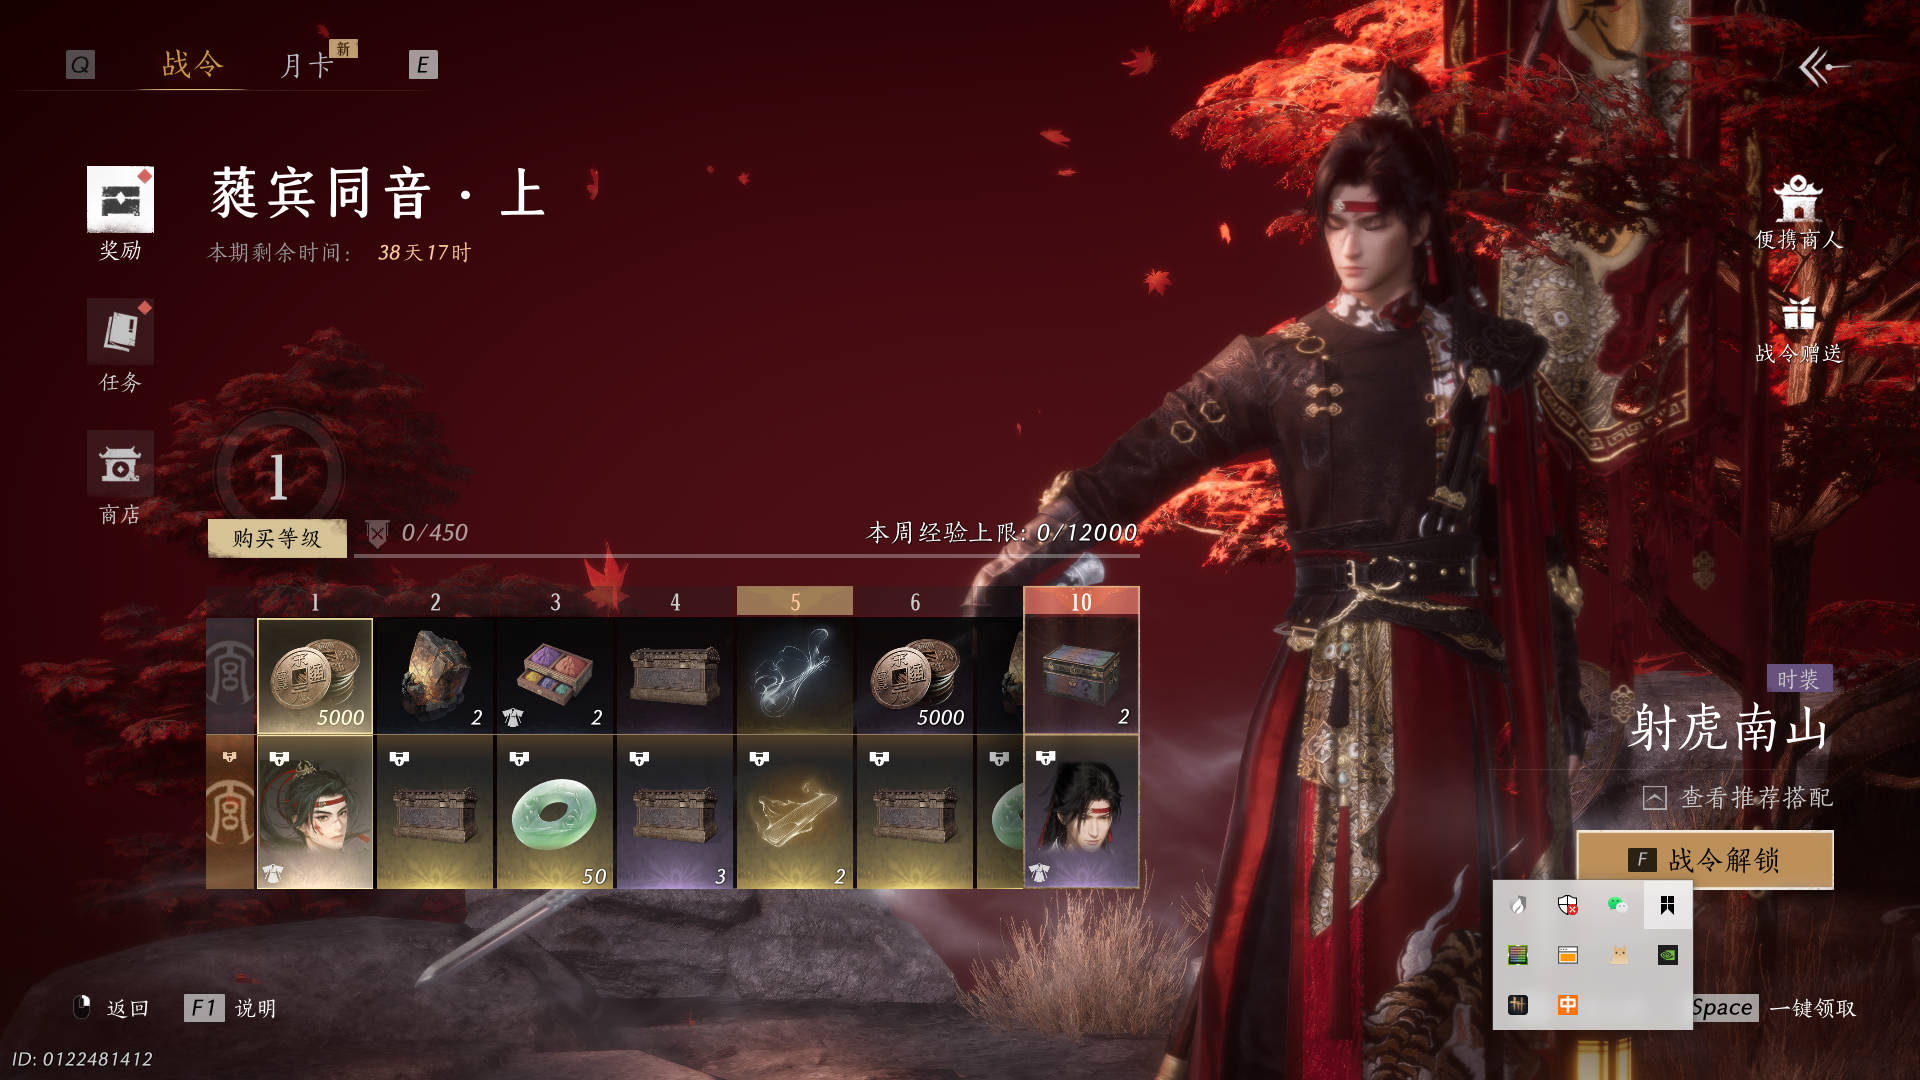 Q 战令 月卡 新 E
蕤宾同音·上
本期剩余时间： 38天17时
奖励
任务
商店
便携商人
战令赠送
1
购买等级
0/450
本周经验上限: 0/12000
1 2 3 4 5 6 10
5000 2 2 5000 2
50 3 2
时装
射虎南山
查看推荐搭配
F 战令解锁
中
返回 F1 说明
Space 一键领取
ID: 0122481412